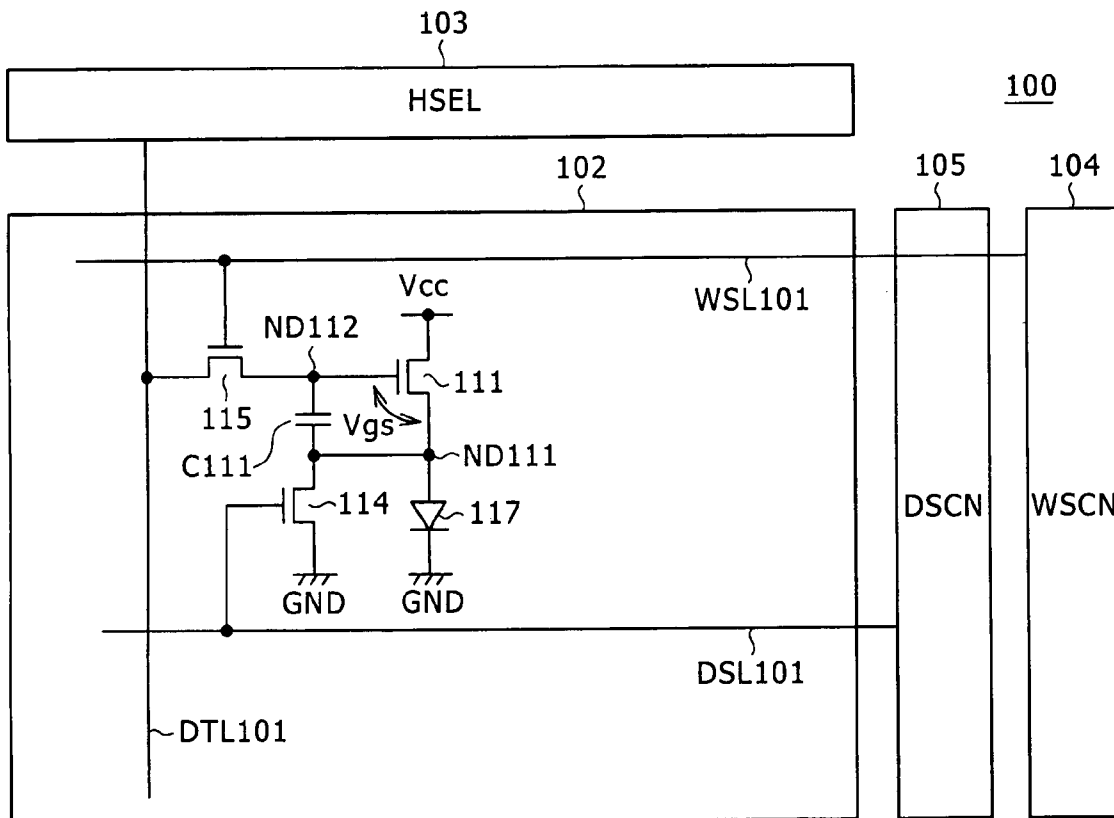 103
HSEL
100
102
105
104
WSL101
Vcc
ND112
111
115
Vgs
C111
ND111
114
117
DSCN
WSCN
GND
GND
DSL101
DTL101